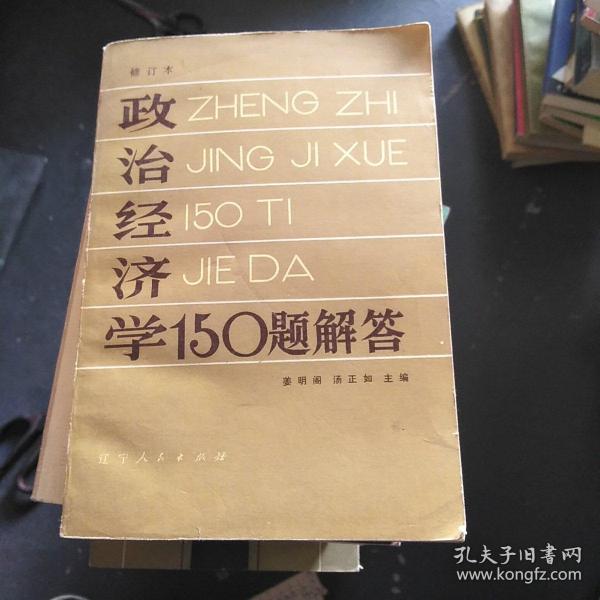 修订本
政 ZHENG ZHI
治 JING JI XUE
经 150 TI
济 JIE DA
学150题解答
姜明阁 汤正如 主编
辽宁人民出版社
孔夫子旧書网
www.kongfz.com